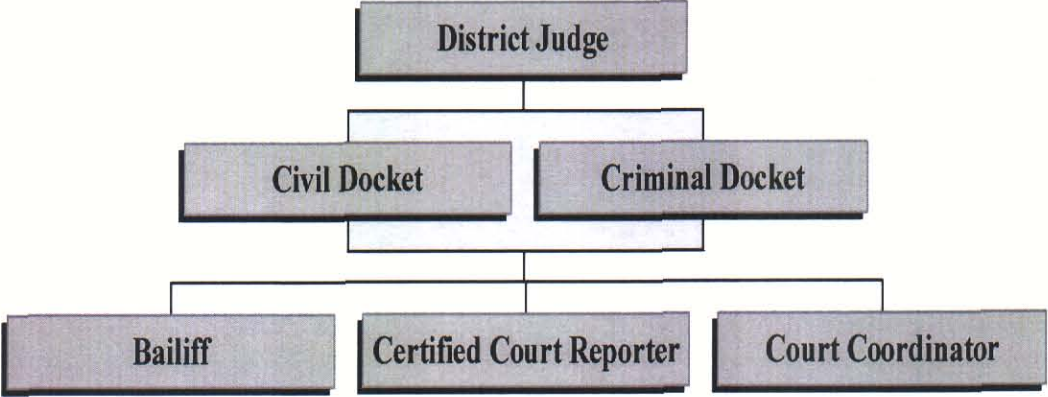 District Judge
Civil Docket
Criminal Docket
Bailiff
Certified Court Reporter
Court Coordinator